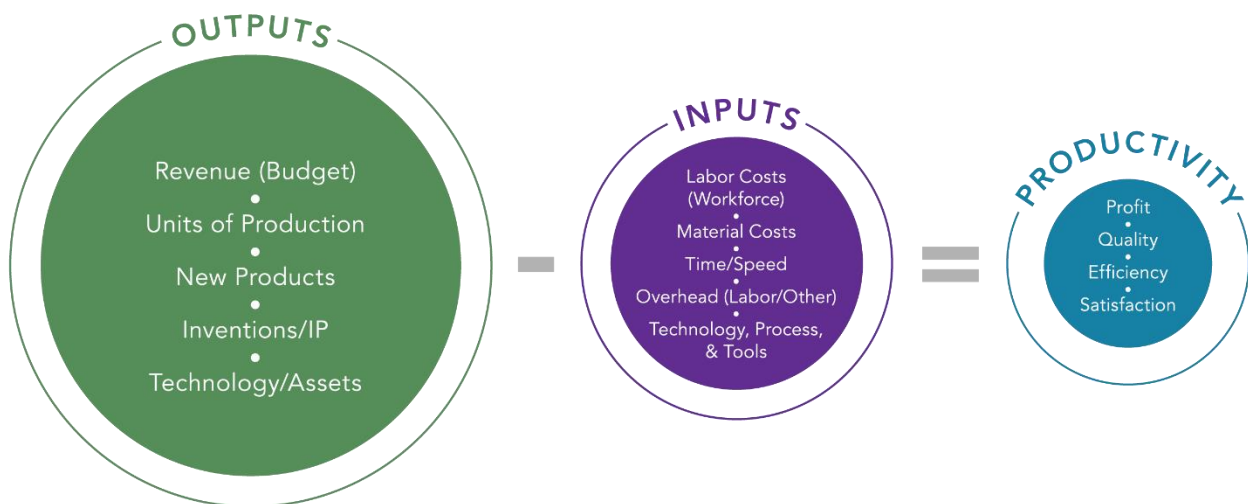 OUTPUTS
Revenue (Budget)
Units of Production
New Products
Inventions/IP
Technology/Assets
INPUTS
Labor Costs
(Workforce)
Material Costs
Time/Speed
Overhead (Labor/Other)
Technology, Process,
& Tools
PRODUCTIVITY
Profit
Quality
Efficiency
Satisfaction